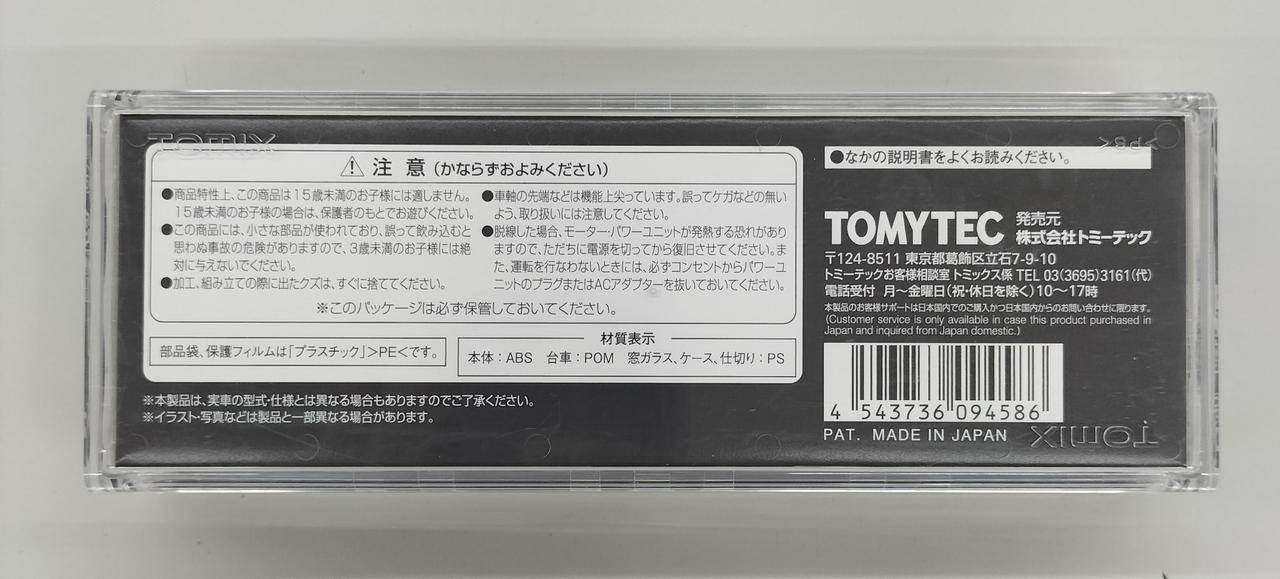 TOMIX
⚠注意(かならずおよみください)
●商品特性上、この商品は15歳未満のお子様には適しません。
15歳未満のお子様の場合は、保護者のもとでお遊びください。
●この商品には、小さな部品が使われており、誤って飲み込むと
思わぬ事故の危険がありますので、3歳未満のお子様には絶
対に与えないでください。
●加工、組み立ての際に出たクズは、すぐに捨ててください。
●車軸の先端などは機能上尖っています。誤ってケガなどの無い
よう、取り扱いには注意してください。
●脱線した場合、モーター・パワーユニットが発熱する恐れがあり
ますので、ただちに電源を切ってから復旧させてください。ま
た、運転を行なわないときには、必ずコンセントからパワーユ
ニットのプラグまたはACアダプターを抜いておいてください。
※このパッケージは必ず保管しておいてください。
部品袋、保護フィルムは「プラスチック」>PE<です。
材質表示
本体:ABS 台車:POM 窓ガラス、ケース、仕切り:PS
※本製品は、実車の型式・仕様とは異なる場合もありますのでご了承ください。
※イラスト・写真などは製品と一部異なる場合があります。
>PS<
●なかの説明書をよくお読みください。
TOMYTEC 発売元
株式会社トミーテック
〒124-8511 東京都葛飾区立石7-9-10
トミーテックお客様相談室 トミックス係 TEL 03(3695)3161(代)
電話受付 月~金曜日(祝・休日を除く)10~17時
本製品のお客様サポートは日本国内でのご購入かつ日本国内からのお問い合わせに限ります。
(Customer service is only available in case this product purchased in
Japan and inquired from Japan domestic.)
4 543736 094586
PAT. MADE IN JAPAN
TOMIX